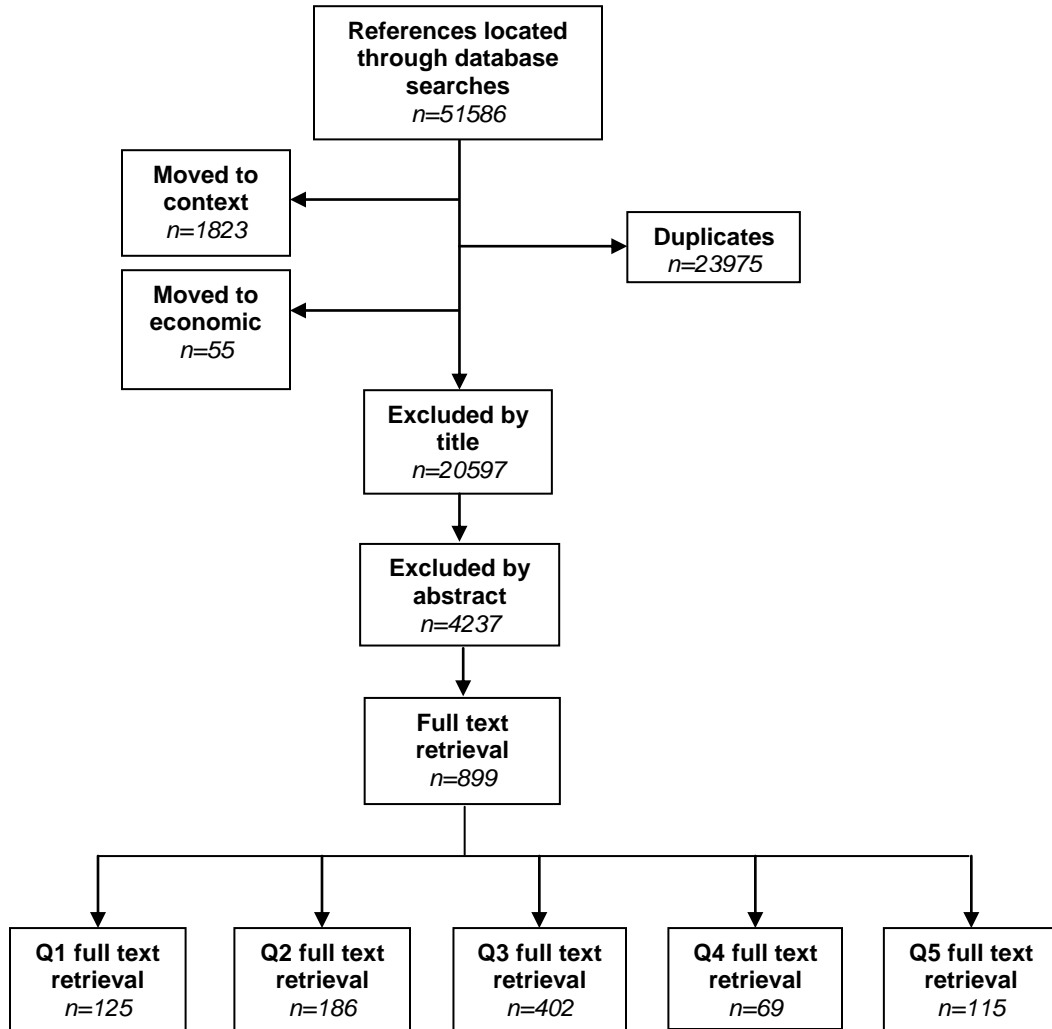 References located
through database
searches
n=51586
Moved to
context
n=1823
Duplicates
n=23975
Moved to
economic
n=55
Excluded by
title
n=20597
Excluded by
abstract
n=4237
Full text
retrieval
n=899
Q1 full text
retrieval
n=125
Q2 full text
retrieval
n=186
Q3 full text
retrieval
n=402
Q4 full text
retrieval
n=69
Q5 full text
retrieval
n=115